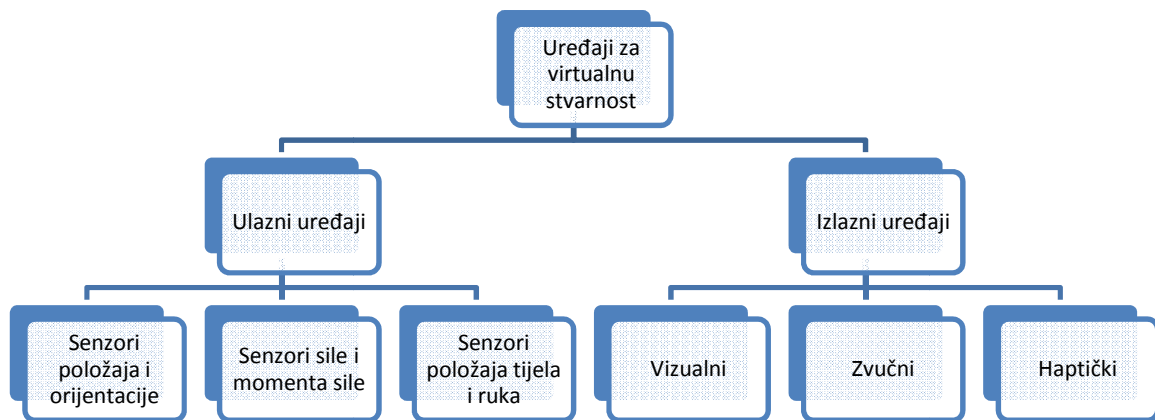 Uređaji za
virtualnu
stvarnost
Ulazni uređaji
Izlazni uređaji
Senzori
položaja i
orijentacije
Senzori sile i
momenta sile
Senzori
položaja tijela
i ruka
Vizualni
Zvučni
Haptički